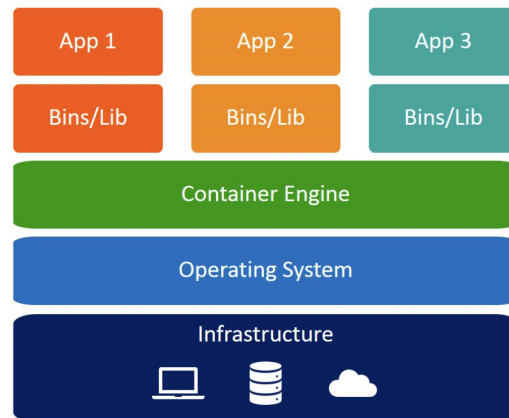 App 1
App 2
App 3
Bins/Lib
Bins/Lib
Bins/Lib
Container Engine
Operating System
Infrastructure